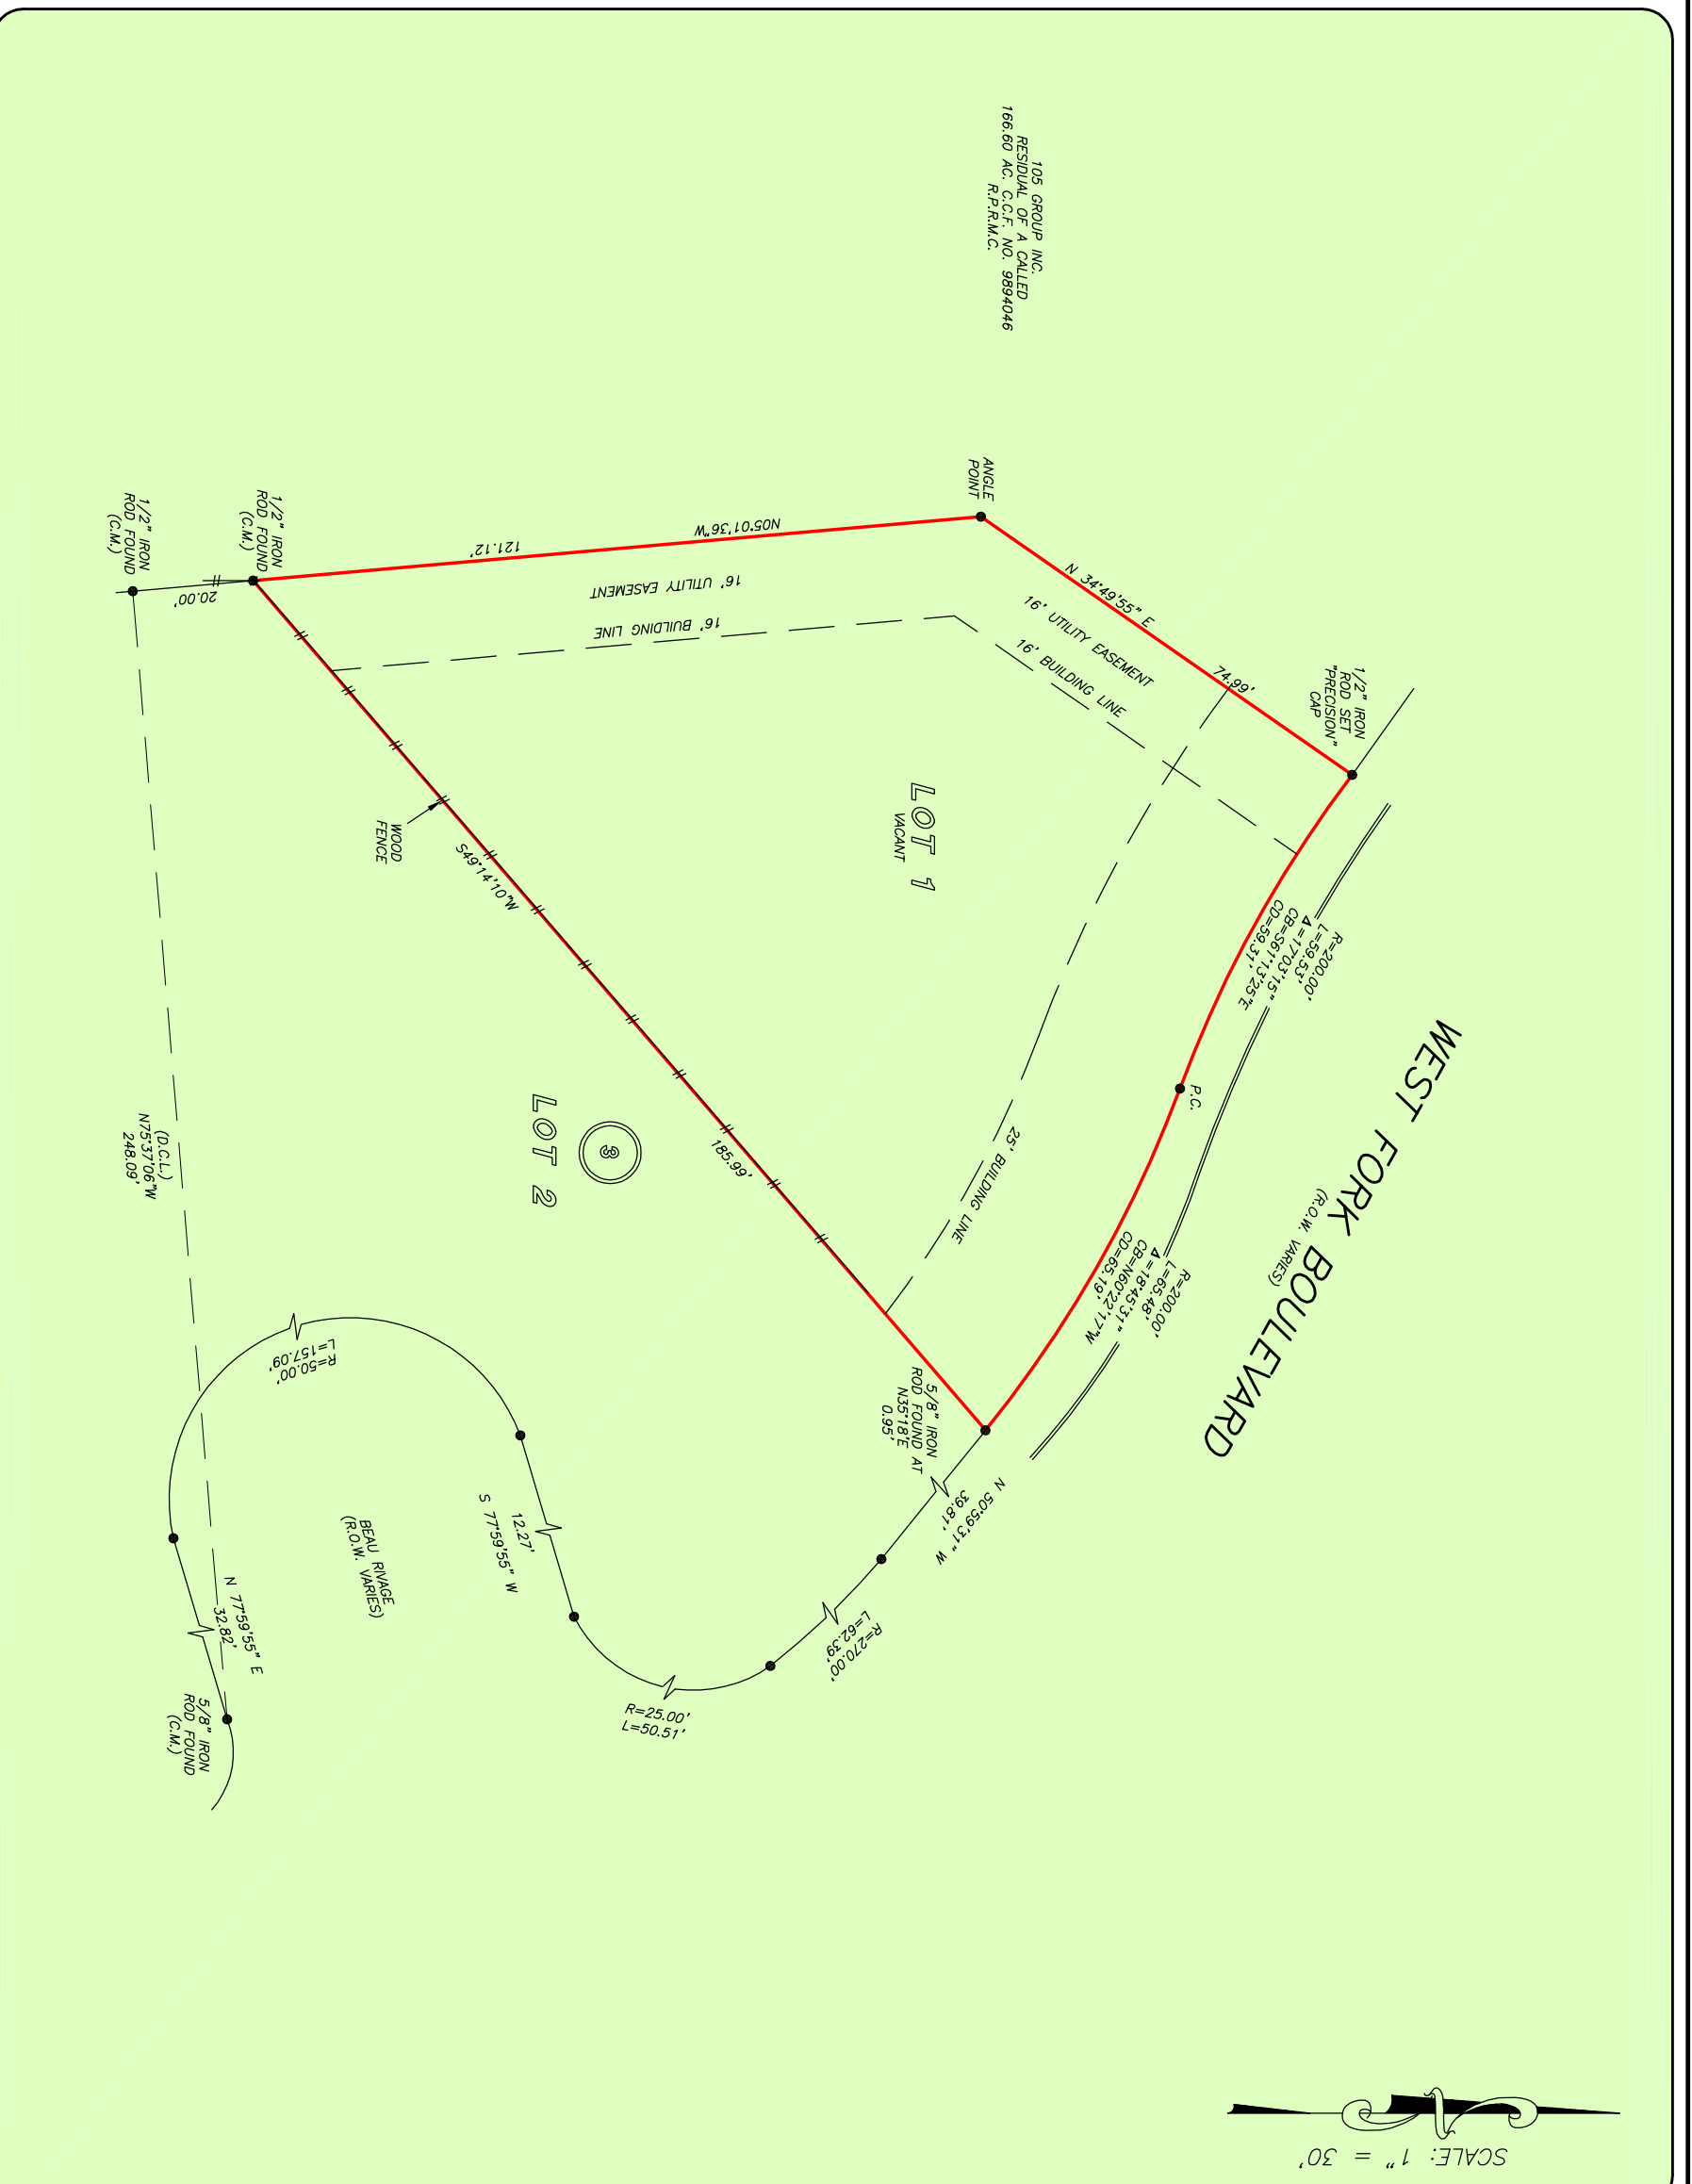 105 GROUP INC.
RESIDUAL OF A CALLED
166.60 AC. C.C.F. NO. 9894046
R.P.R.M.C.
ANGLE
POINT
N 34°49'55" E
74.99'
16' UTILITY EASEMENT
16' BUILDING LINE
1/2" IRON
ROD SET
"PRECISION"
CAP
N05°01'36"W
121.12'
16' UTILITY EASEMENT
16' BUILDING LINE
1/2" IRON
ROD FOUND
(C.M.)
1/2" IRON
ROD FOUND
(C.M.)
20.00'
LOT 1
VACANT
WOOD
FENCE
S49°14'10"W
185.99'
R=200.00'
L=59.53'
Δ=17°03'15"
CB=S61°13'25"E
CD=59.31'
P.C.
WEST FORK BOULEVARD
(R.O.W. VARIES)
25' BUILDING LINE
R=200.00'
L=65.48'
Δ=18°45'31"
CB=N60°22'17"W
CD=65.19'
LOT 2
3
(D.C.L.)
N75°37'06"W
248.09'
5/8" IRON
ROD FOUND AT
N35°18'E
0.95'
N 50°59'31" W
39.81'
R=50.00'
L=157.09'
12.27'
S 77°59'55" W
BEAU RIVAGE
(R.O.W. VARIES)
R=270.00'
L=62.39'
R=25.00'
L=50.51'
N 77°59'55" E
32.82'
5/8" IRON
ROD FOUND
(C.M.)
N
SCALE: 1" = 30'